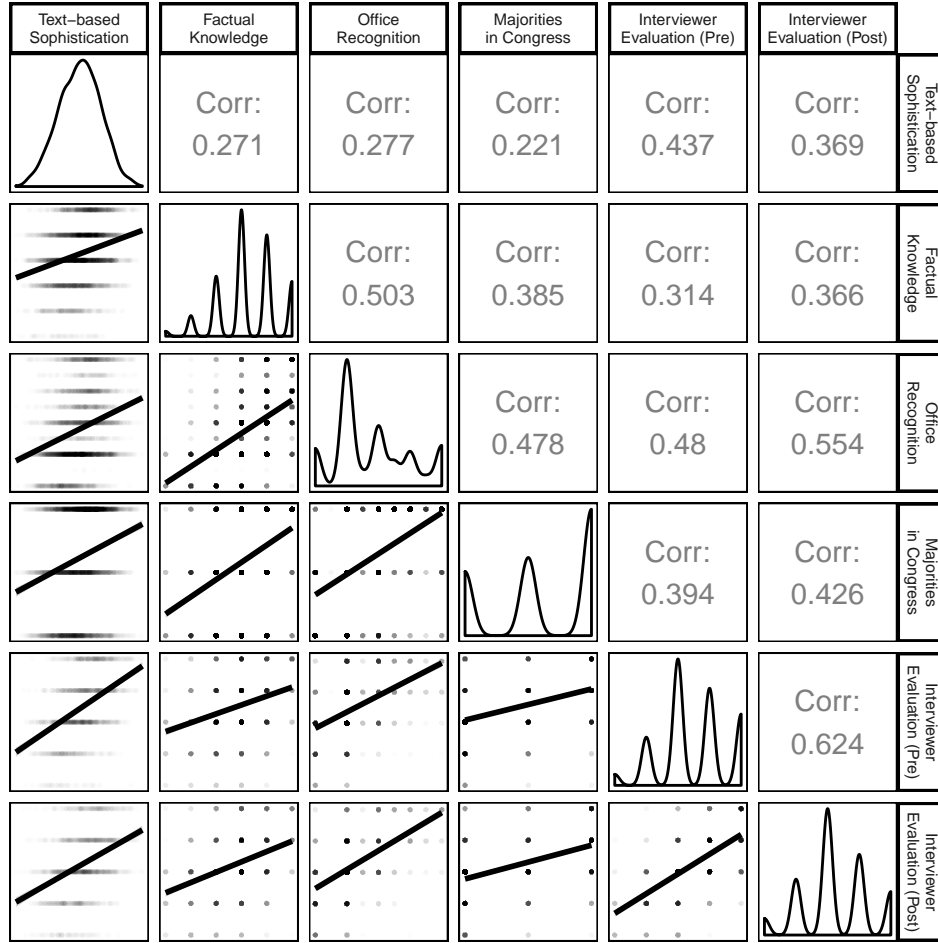 Text−based
Sophistication
Factual
Knowledge
Office
Recognition
Majorities
in Congress
Interviewer
Evaluation (Pre)
Interviewer
Evaluation (Post)
Corr:
0.271
Corr:
0.277
Corr:
0.221
Corr:
0.437
Corr:
0.369
Text−based
Sophistication
Corr:
0.503
Corr:
0.385
Corr:
0.314
Corr:
0.366
Factual
Knowledge
Corr:
0.478
Corr:
0.48
Corr:
0.554
Office
Recognition
Corr:
0.394
Corr:
0.426
Majorities
in Congress
Corr:
0.624
Interviewer
Evaluation (Pre)
Interviewer
Evaluation (Post)